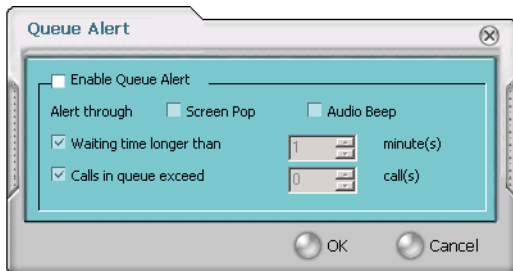 Queue Alert
Enable Queue Alert
Alert through Screen Pop Audio Beep
Waiting time longer than 1 minute(s)
Calls in queue exceed 0 call(s)
OK Cancel